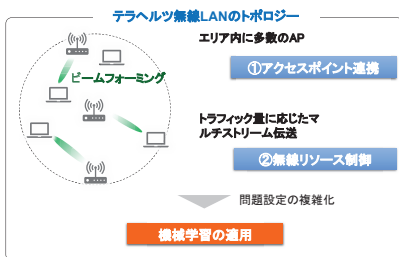 テラヘルツ無線LANのトポロジー
エリア内に多数のAP
ビームフォーミング
①アクセスポイント連携
トラフィック量に応じたマ
ルチストリーム伝送
②無線リソース制御
問題設定の複雑化
機械学習の適用